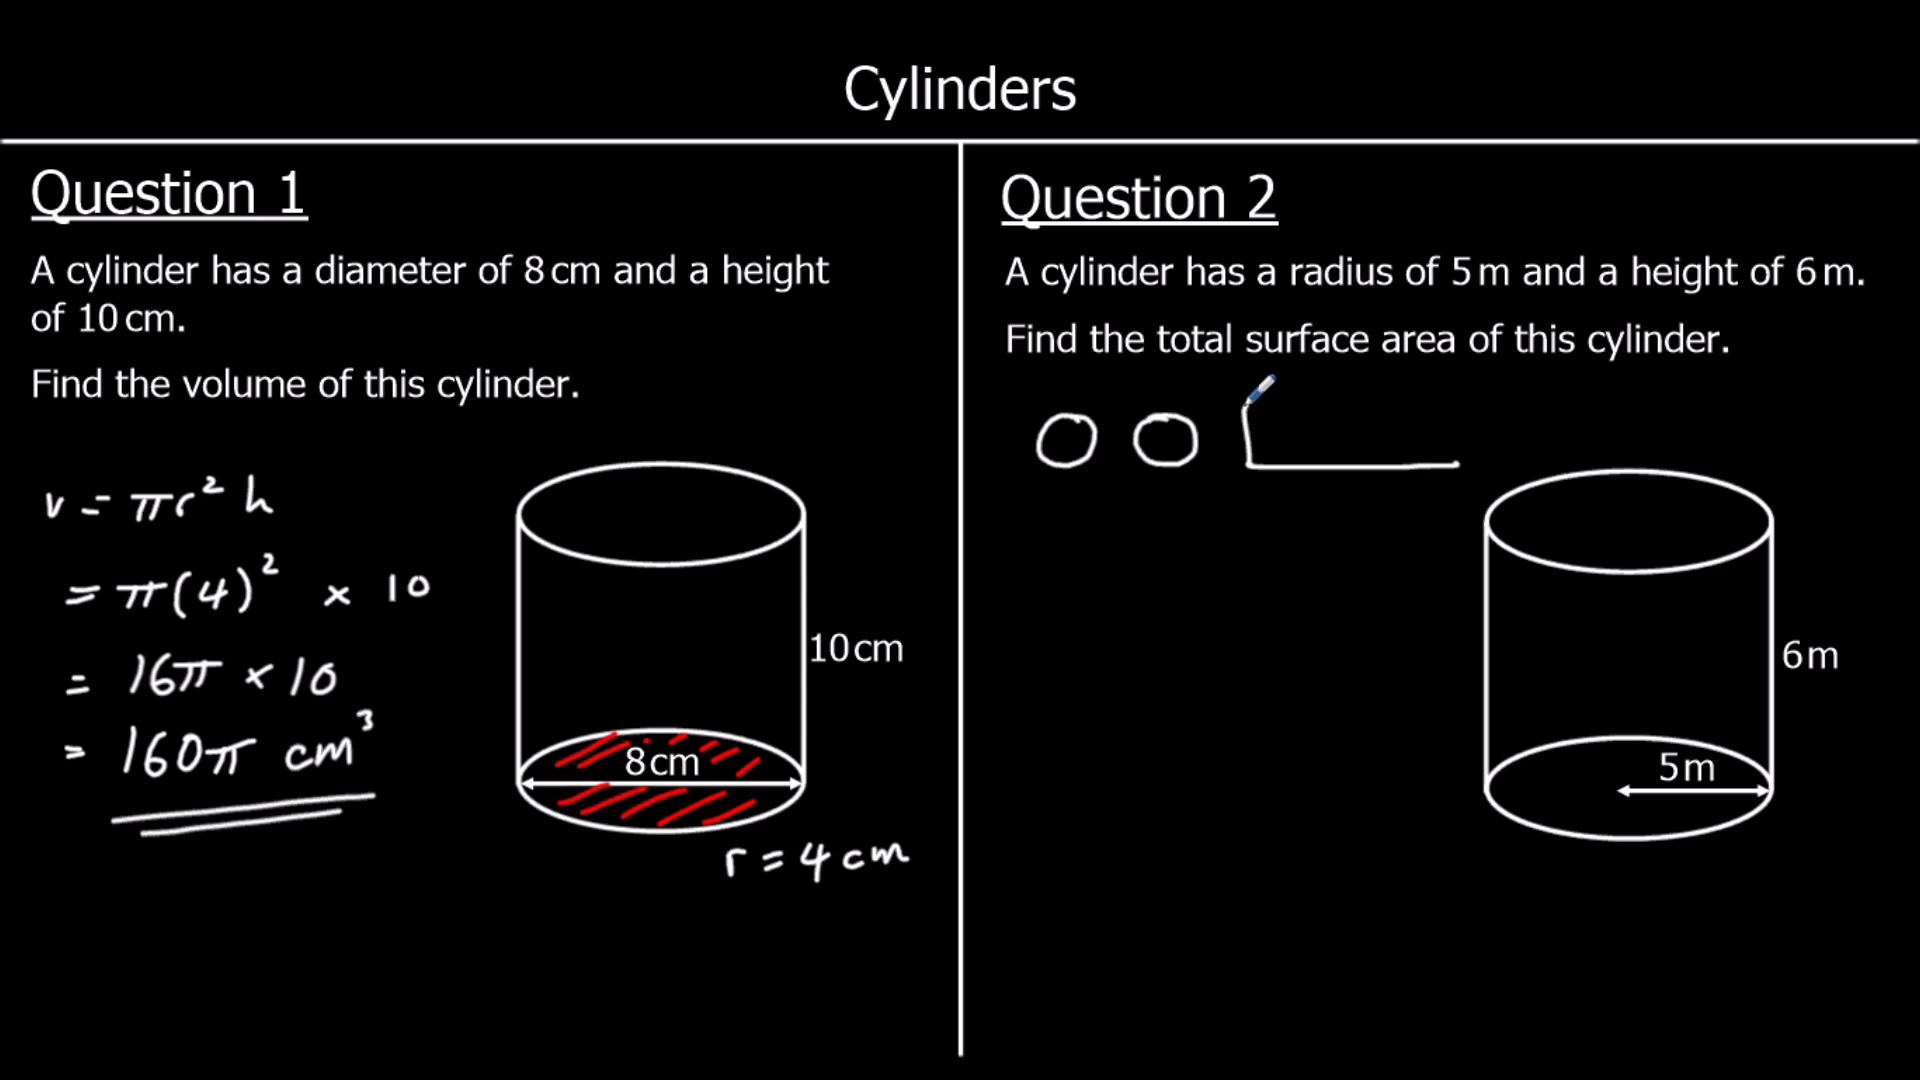 Cylinders
Question 1
A cylinder has a diameter of 8 cm and a height
of 10 cm.
Find the volume of this cylinder.
v = πr² h
= π(4)² × 10
= 16π × 10
= 160π cm³
10 cm
8 cm
r = 4 cm
Question 2
A cylinder has a radius of 5 m and a height of 6 m.
Find the total surface area of this cylinder.
6 m
5 m